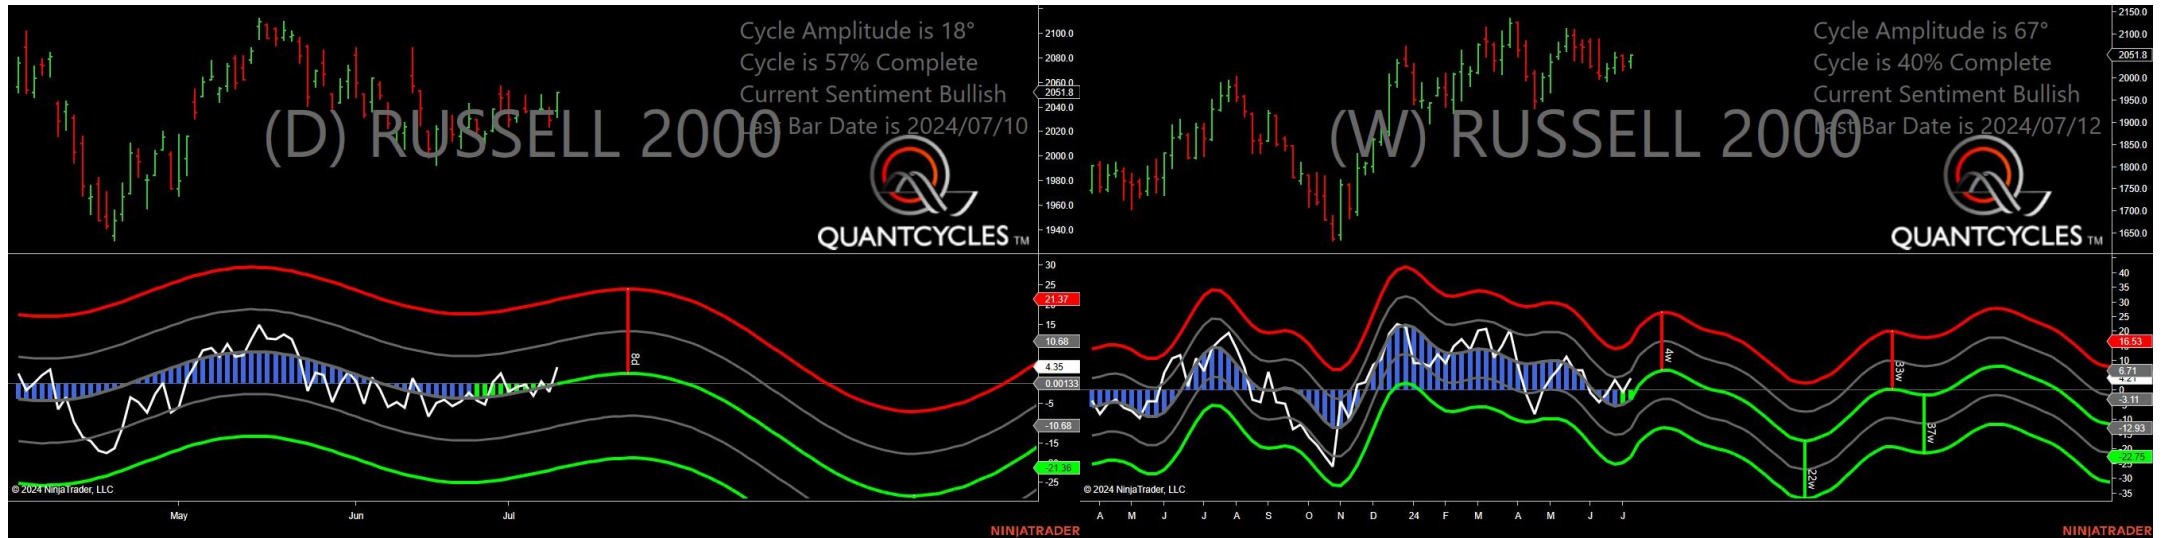 Cycle Amplitude is 18°
Cycle is 57% Complete
Current Sentiment Bullish
Last Bar Date is 2024/07/10
(D) RUSSELL 2000
QUANTCYCLES TM
2100.0
2080.0
2060.0
2051.8
2040.0
2020.0
2000.0
1980.0
1960.0
1940.0
30
25
21.37
15
10.68
4.35
0.00133
-5
-10.68
-15
-21.36
-25
8d
© 2024 NinjaTrader, LLC
May
Jun
Jul
NINJATRADER
Cycle Amplitude is 67°
Cycle is 40% Complete
Current Sentiment Bullish
Last Bar Date is 2024/07/12
(W) RUSSELL 2000
QUANTCYCLES TM
2150.0
2100.0
2051.8
2000.0
1950.0
1900.0
1850.0
1800.0
1750.0
1700.0
1650.0
40
35
30
25
20
16.53
10
6.71
4.21
0
-3.11
-12.93
-22.75
-30
-35
4w
33w
37w
22w
© 2024 NinjaTrader, LLC
A M J J A S O N D 24 F M A M J J
NINJATRADER